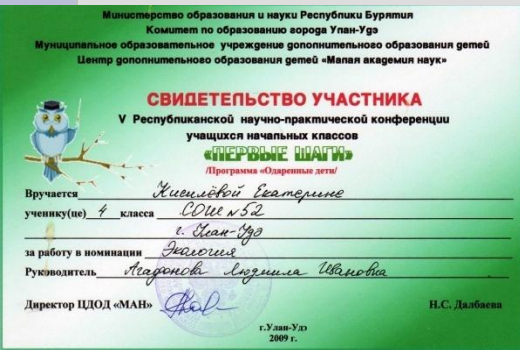 Министерство образования и науки Республики Бурятия
Комитет по образованию города Улан-Удэ
Муниципальное образовательное учреждение дополнительного образования детей
Центр дополнительного образования детей «Малая академия наук»
СВИДЕТЕЛЬСТВО УЧАСТНИКА
V Республиканской научно-практической конференции
учащихся начальных классов
«ПЕРВЫЕ ШАГИ»
/Программа «Одаренные дети/
Вручается Кисилёвой Екатерине
ученику(це) 4 класса СОШ №52
г. Улан-Удэ
за работу в номинации Экология
Руководитель Агафонова Людмила Ивановна
Директор ЦДОД «МАН» Н.С. Далбаева
г.Улан-Удэ
2009 г.